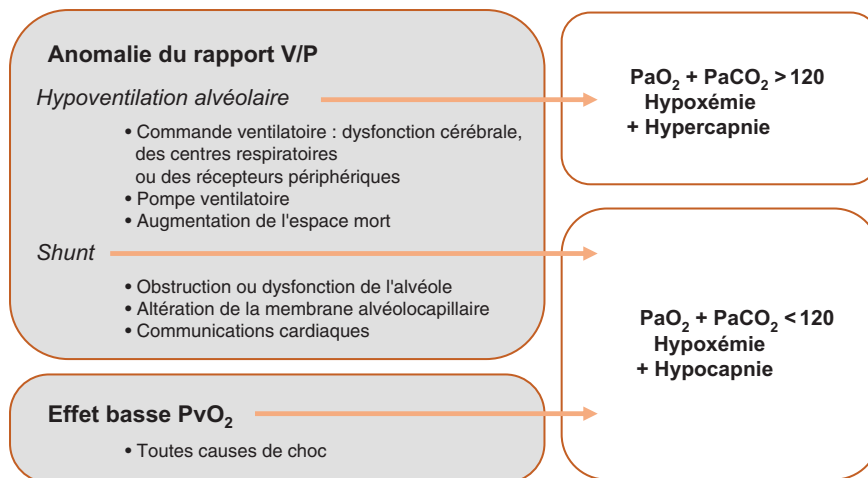 Anomalie du rapport V/P
Hypoventilation alvéolaire
• Commande ventilatoire : dysfonction cérébrale,
des centres respiratoires
ou des récepteurs périphériques
• Pompe ventilatoire
• Augmentation de l'espace mort
Shunt
• Obstruction ou dysfonction de l'alvéole
• Altération de la membrane alvélocapillaire
• Communications cardiaques
Effet basse PvO₂
• Toutes causes de choc
PaO₂ + PaCO₂ > 120
Hypoxémie
+ Hypercapnie
PaO₂ + PaCO₂ < 120
Hypoxémie
+ Hypocapnie